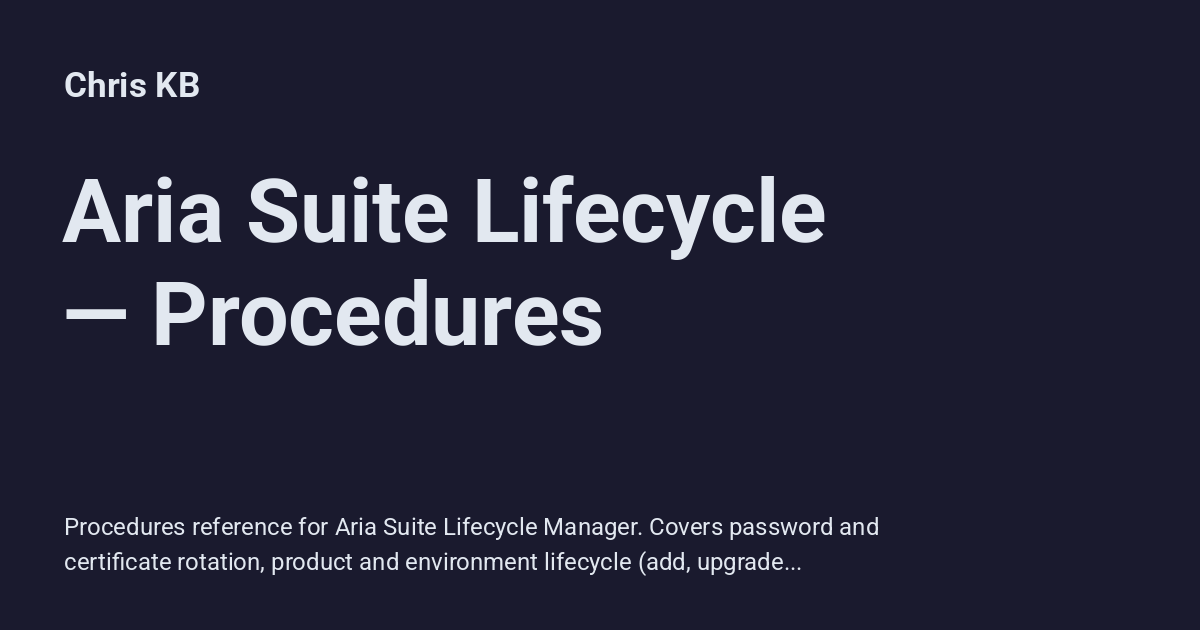 Chris KB
Aria Suite Lifecycle
— Procedures
Procedures reference for Aria Suite Lifecycle Manager. Covers password and
certificate rotation, product and environment lifecycle (add, upgrade...